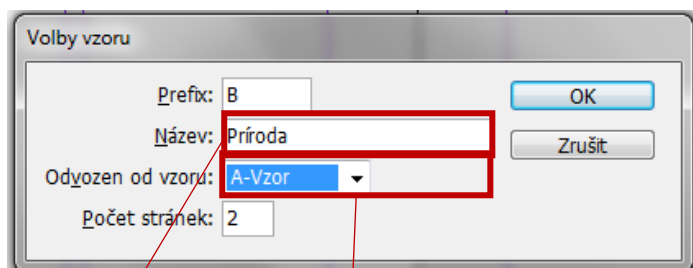 Volby vzoru
Prefix: B
OK
Název: Príroda
Zrušit
Odvozen od vzoru: A-Vzor
Počet stránek: 2